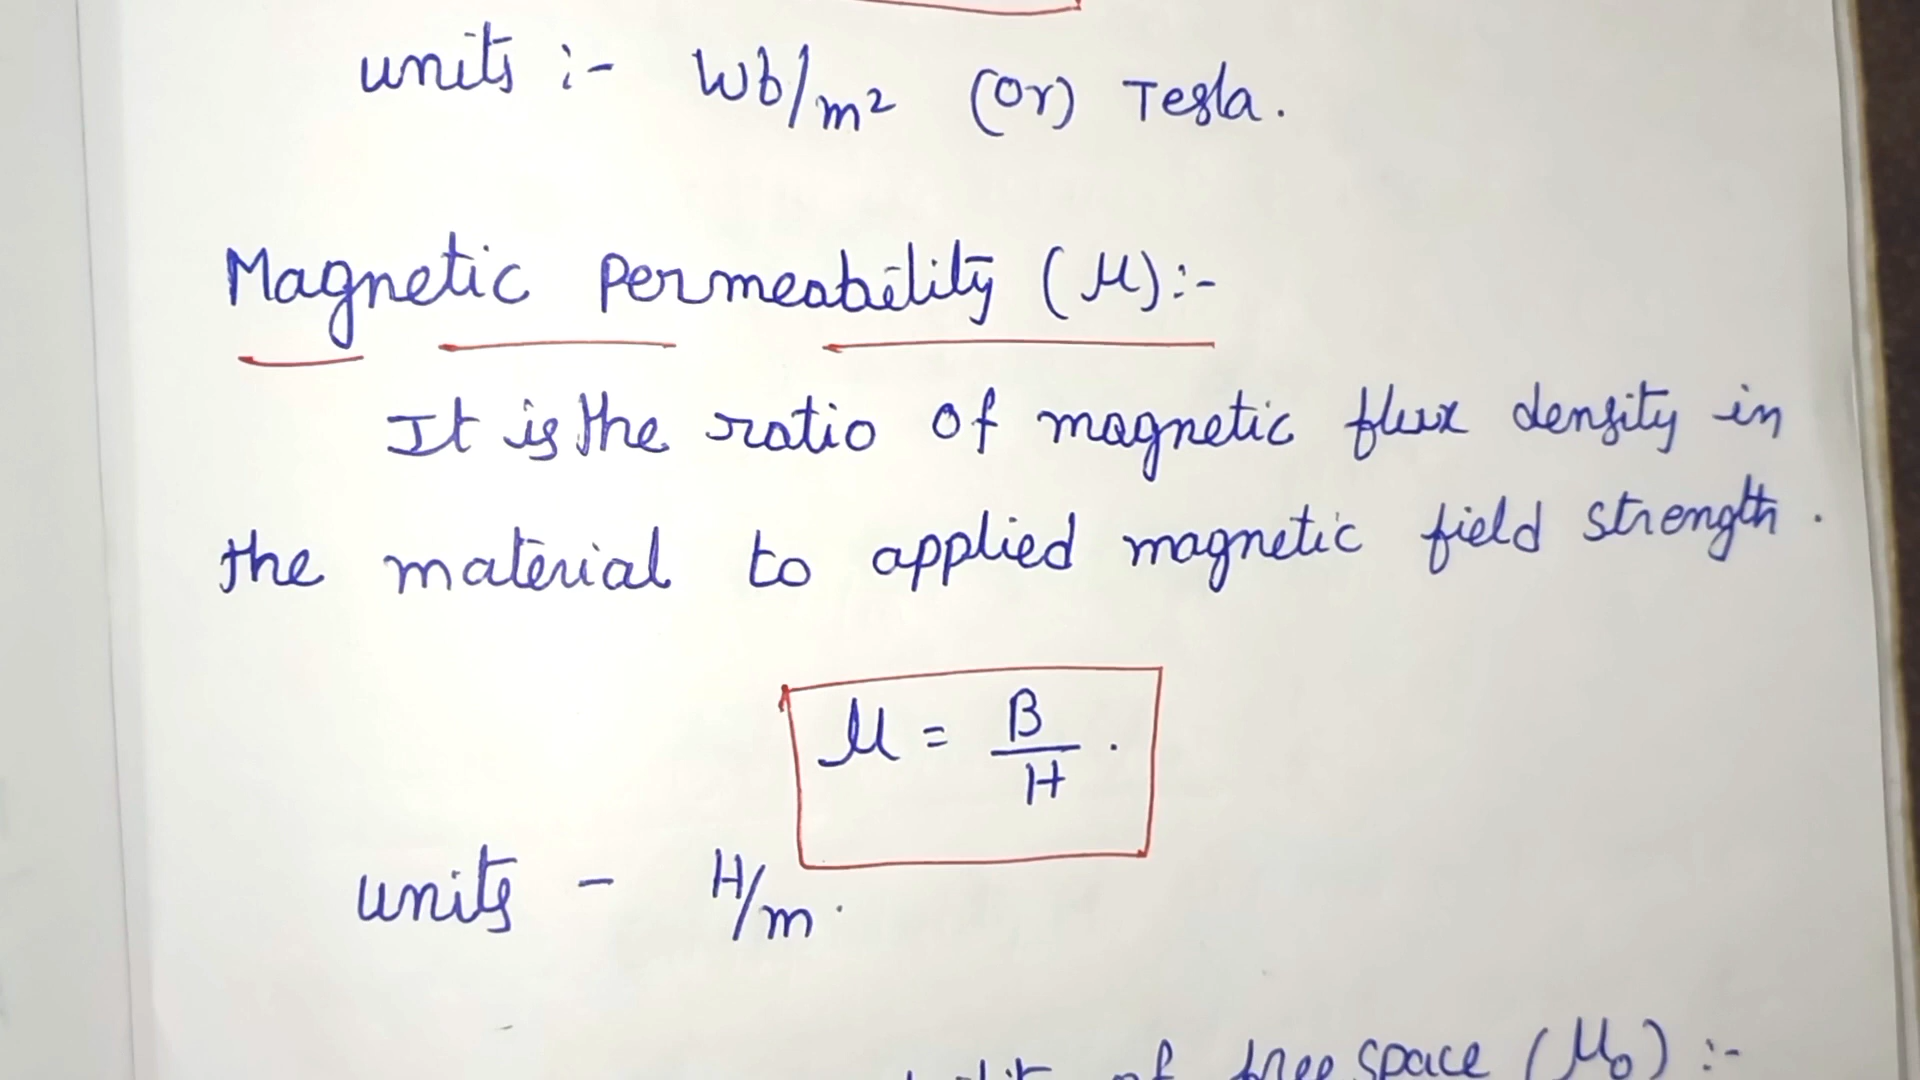 units :- Wb/m² (or) Tesla.
Magnetic Permeability (μ):-
It is the ratio of magnetic flux density in
the material to applied magnetic field strength.
μ = B/H.
units - H/m.
of free space (μ₀) :-